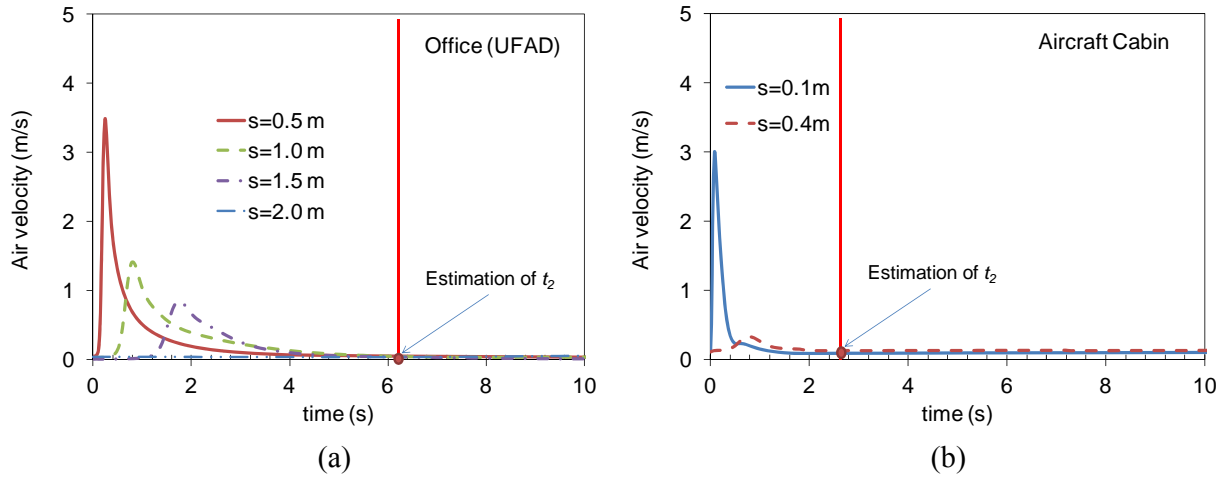 5
4
3
2
1
0
Air velocity (m/s)
Office (UFAD)
s=0.5 m
s=1.0 m
s=1.5 m
s=2.0 m
Estimation of t2
0 2 4 6 8 10
time (s)
(a)
5
4
3
2
1
0
Air velocity (m/s)
Aircraft Cabin
s=0.1m
s=0.4m
Estimation of t2
0 2 4 6 8 10
time (s)
(b)